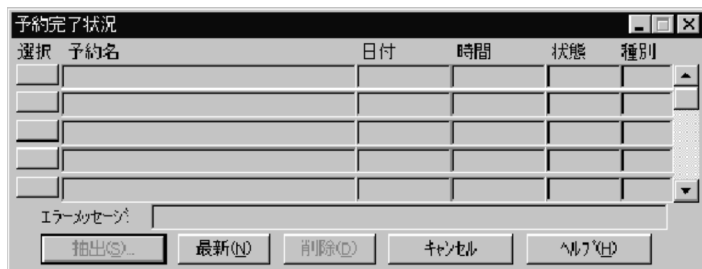 予約完了状況
選択 予約名 日付 時間 状態 種別
エラーメッセージ:
抽出(S)... 最新(N) 削除(D) キャンセル ヘルプ(H)